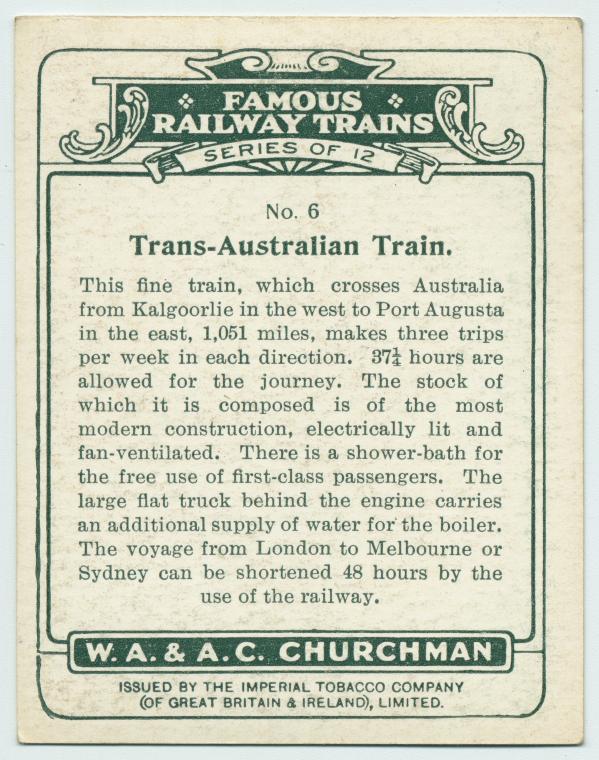 FAMOUS
RAILWAY TRAINS
SERIES OF 12
No. 6
Trans-Australian Train.
This fine train, which crosses Australia
from Kalgoorlie in the west to Port Augusta
in the east, 1,051 miles, makes three trips
per week in each direction. 37¼ hours are
allowed for the journey. The stock of
which it is composed is of the most
modern construction, electrically lit and
fan-ventilated. There is a shower-bath for
the free use of first-class passengers. The
large flat truck behind the engine carries
an additional supply of water for the boiler.
The voyage from London to Melbourne or
Sydney can be shortened 48 hours by the
use of the railway.
W. A. & A. C. CHURCHMAN
ISSUED BY THE IMPERIAL TOBACCO COMPANY
(OF GREAT BRITAIN & IRELAND), LIMITED.